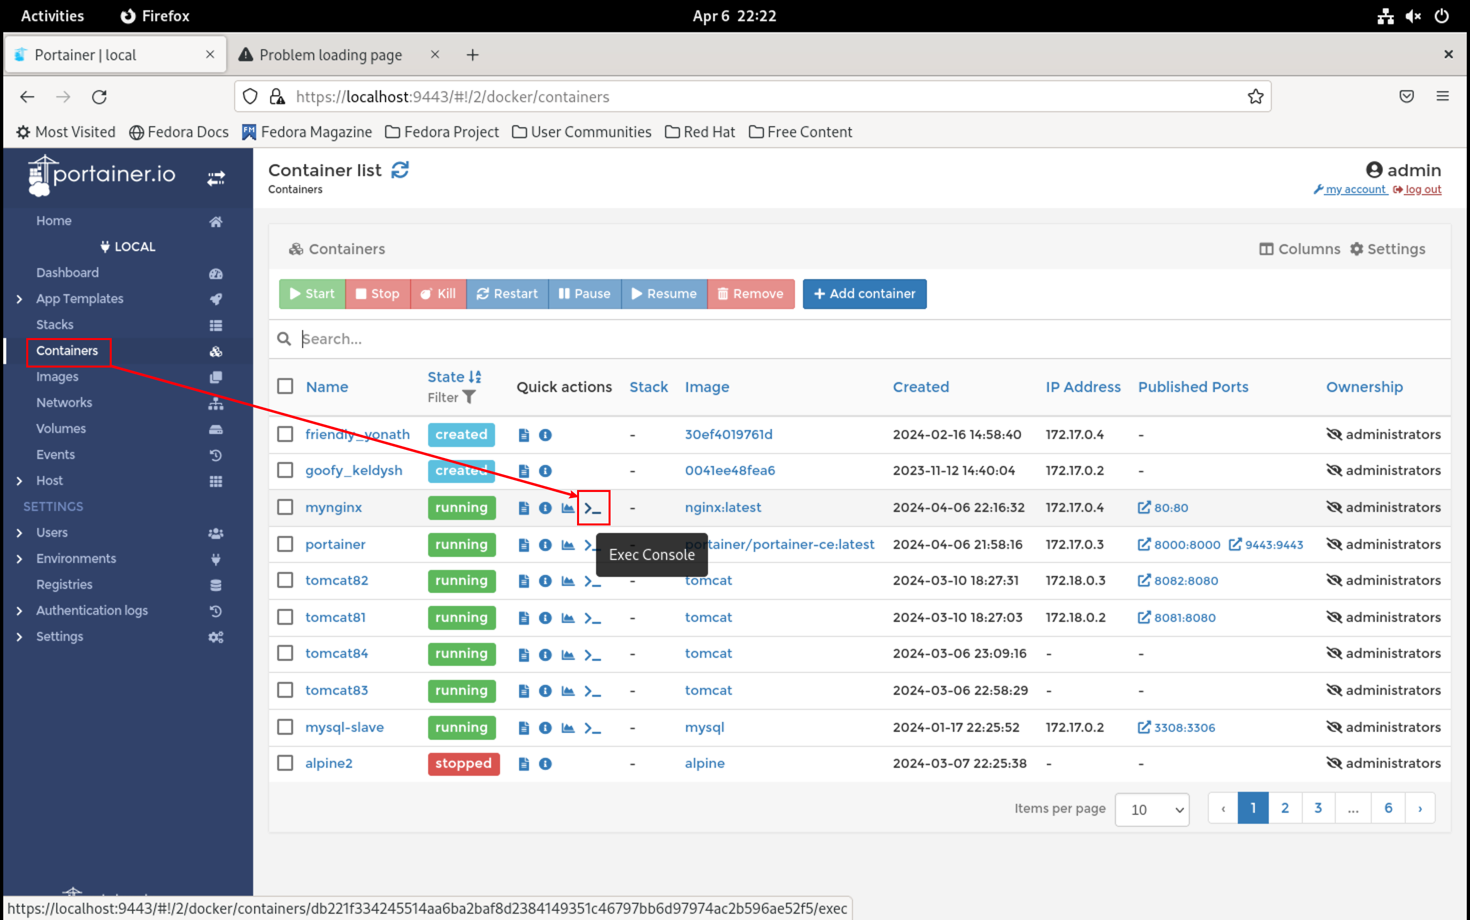 Activities Firefox Apr 6 22:22
Portainer | local × Problem loading page × + ×
https://localhost:9443/#!/2/docker/containers
Most Visited Fedora Docs Fedora Magazine Fedora Project User Communities Red Hat Free Content
portainer.io
Home
LOCAL
Dashboard
App Templates
Stacks
Containers
Images
Networks
Volumes
Events
Host
SETTINGS
Users
Environments
Registries
Authentication logs
Settings
Container list
Containers
admin
my account log out
Containers Columns Settings
Start Stop Kill Restart Pause Resume Remove + Add container
Search...
Name State Filter Quick actions Stack Image Created IP Address Published Ports Ownership
friendly_yonath created - 30ef4019761d 2024-02-16 14:58:40 172.17.0.4 - administrators
goofy_keldysh created - 0041ee48fea6 2023-11-12 14:40:04 172.17.0.2 - administrators
mynginx running >_ - nginx:latest 2024-04-06 22:16:32 172.17.0.4 80:80 administrators
portainer running portainer/portainer-ce:latest 2024-04-06 21:58:16 172.17.0.3 8000:8000 9443:9443 administrators
Exec Console
tomcat82 running >_ - tomcat 2024-03-10 18:27:31 172.18.0.3 8082:8080 administrators
tomcat81 running >_ - tomcat 2024-03-10 18:27:03 172.18.0.2 8081:8080 administrators
tomcat84 running >_ - tomcat 2024-03-06 23:09:16 - - administrators
tomcat83 running >_ - tomcat 2024-03-06 22:58:29 - - administrators
mysql-slave running >_ - mysql 2024-01-17 22:25:52 172.17.0.2 3308:3306 administrators
alpine2 stopped - alpine 2024-03-07 22:25:38 - - administrators
Items per page 10 ‹ 1 2 3 ... 6 ›
https://localhost:9443/#!/2/docker/containers/db221f334245514aa6ba2baf8d2384149351c46797bb6d97974ac2b596ae52f5/exec